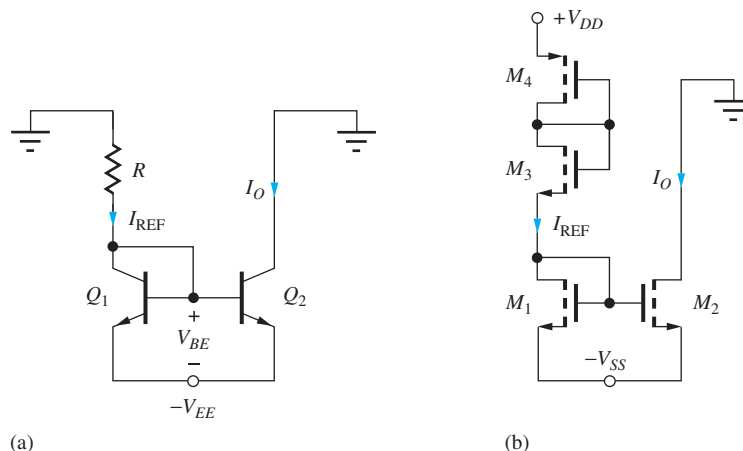 +V_DD
M_4
R
M_3
I_O
I_O
I_REF
I_REF
Q_1
Q_2
M_1
M_2
+
V_BE
−
−V_SS
−V_EE
(a)
(b)